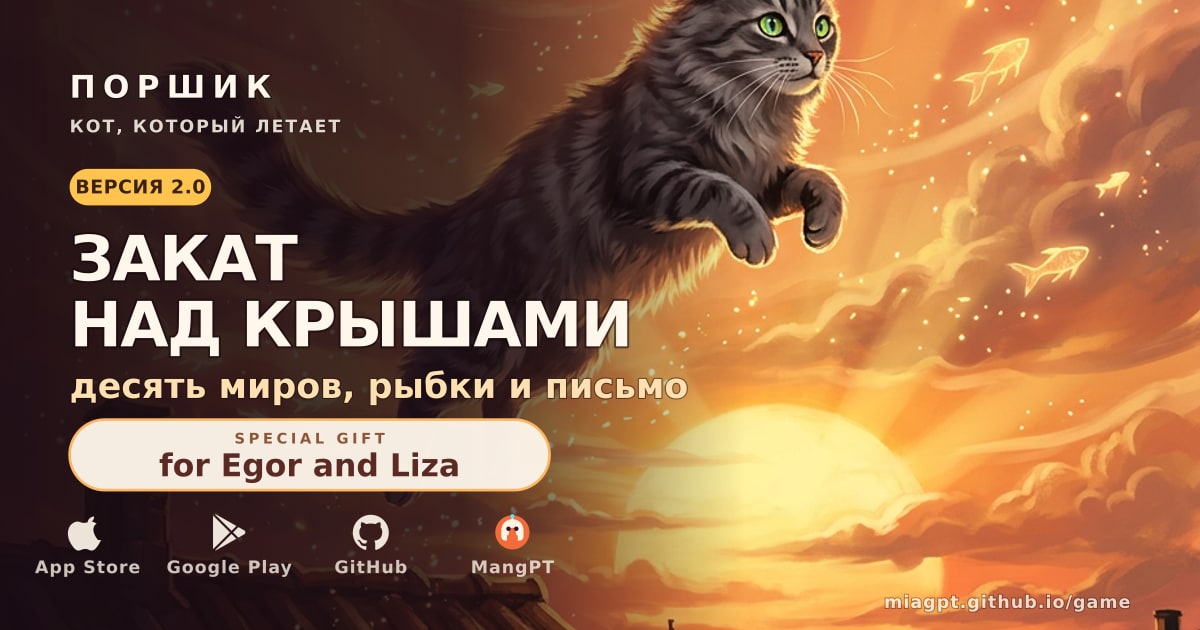 ПОРШИК
КОТ, КОТОРЫЙ ЛЕТАЕТ
ВЕРСИЯ 2.0
ЗАКАТ
НАД КРЫШАМИ
десять миров, рыбки и письмо
SPECIAL GIFT
for Egor and Liza
App Store
Google Play
GitHub
MangPT
miagpt.github.io/game